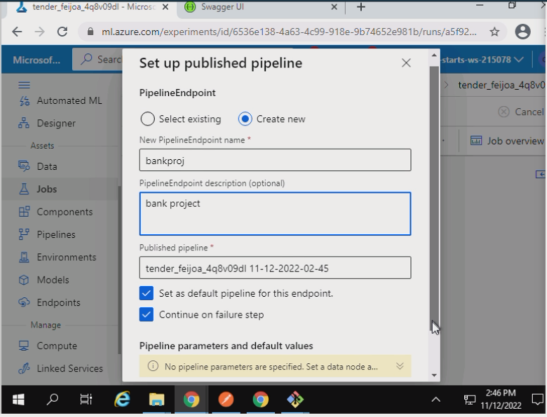 tender_feijoa_4q8v09dl - Micros
Swagger UI
ml.azure.com/experiments/id/6536e138-4a63-4c99-918e-9b74652e981b/runs/a5f92...
Microsof...
Searc
-starts-ws-215078
Set up published pipeline
tender_feijoa_4q8v0
Automated ML
Designer
Cancel
PipelineEndpoint
Select existing
Create new
Job overview
Assets
New PipelineEndpoint name *
bankproj
Data
PipelineEndpoint description (optional)
Jobs
bank project
Components
Pipelines
Published pipeline *
Environments
tender_feijoa_4q8v09dl 11-12-2022-02-45
Models
Set as default pipeline for this endpoint.
Endpoints
Continue on failure step
Manage
Pipeline parameters and default values
Compute
No pipeline parameters are specified. Set a data node a...
Linked Services
2:46 PM
11/12/2022